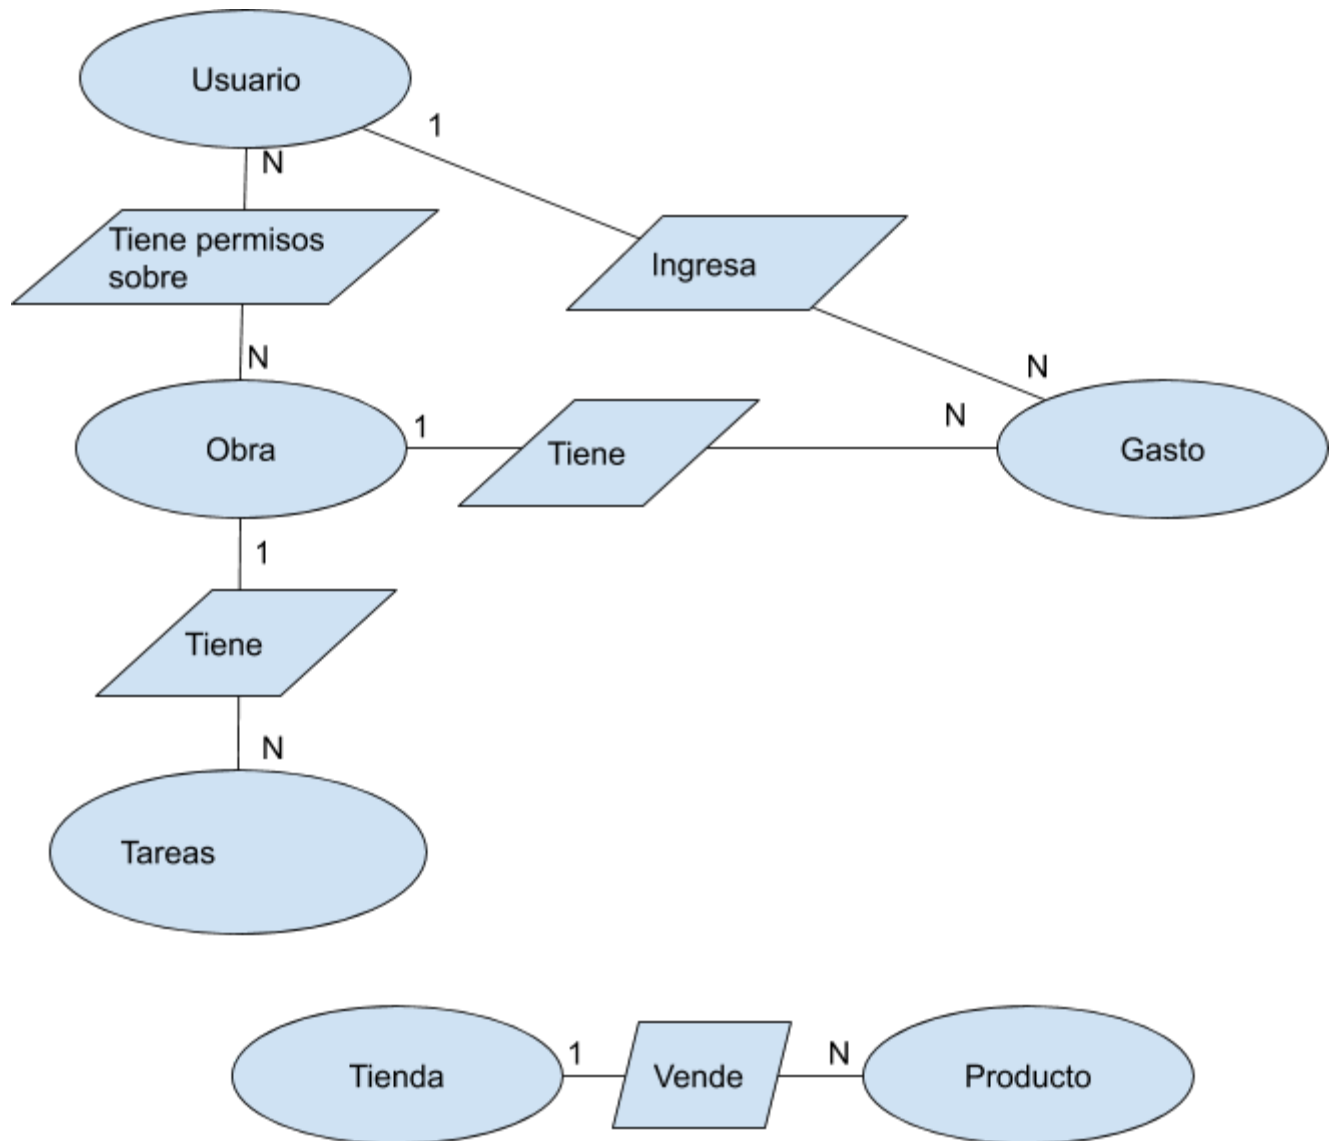 Usuario
1
N
Tiene permisos
sobre
Ingresa
N
N
Obra
1
Tiene
N
Gasto
1
Tiene
N
Tareas
Tienda
1
Vende
N
Producto